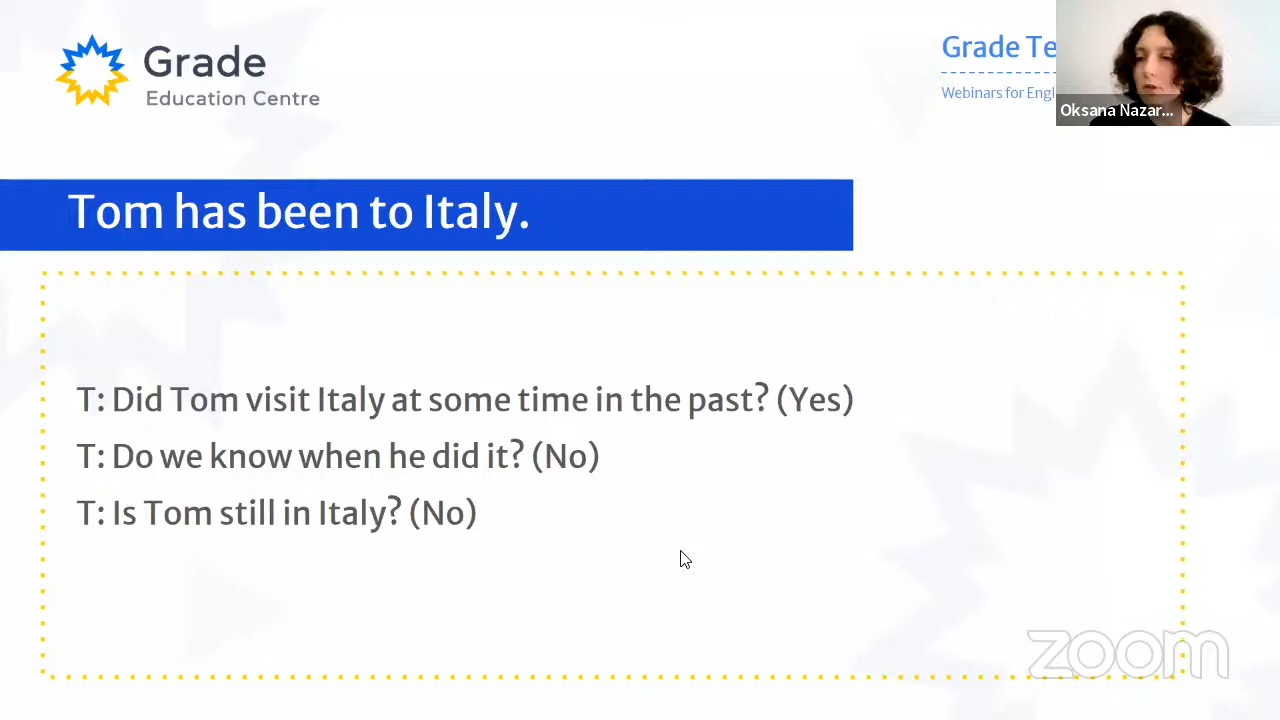 Grade
Education Centre
Grade
Webinars for
Oksana Nazar...
Tom has been to Italy.
T: Did Tom visit Italy at some time in the past? (Yes)
T: Do we know when he did it? (No)
T: Is Tom still in Italy? (No)
zoom